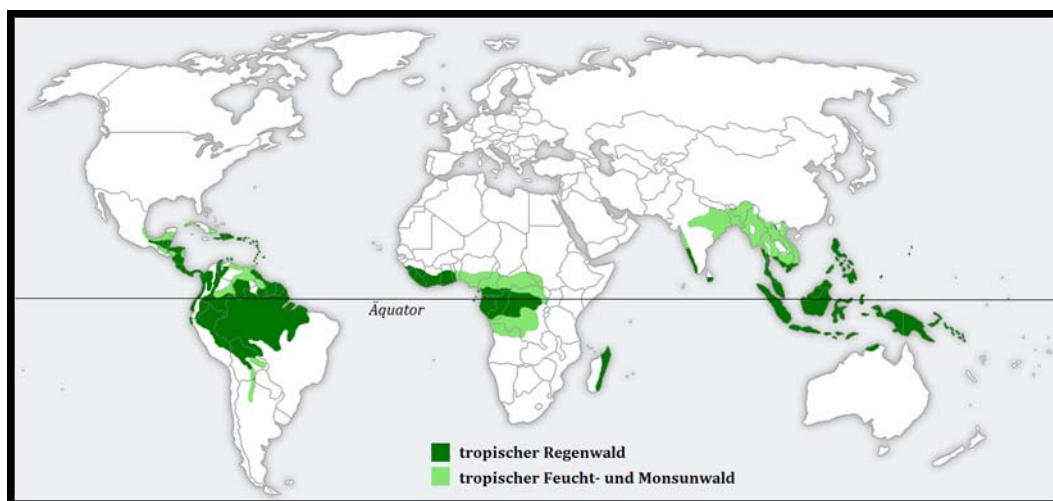 Äquator
tropischer Regenwald
tropischer Feucht- und Monsunwald